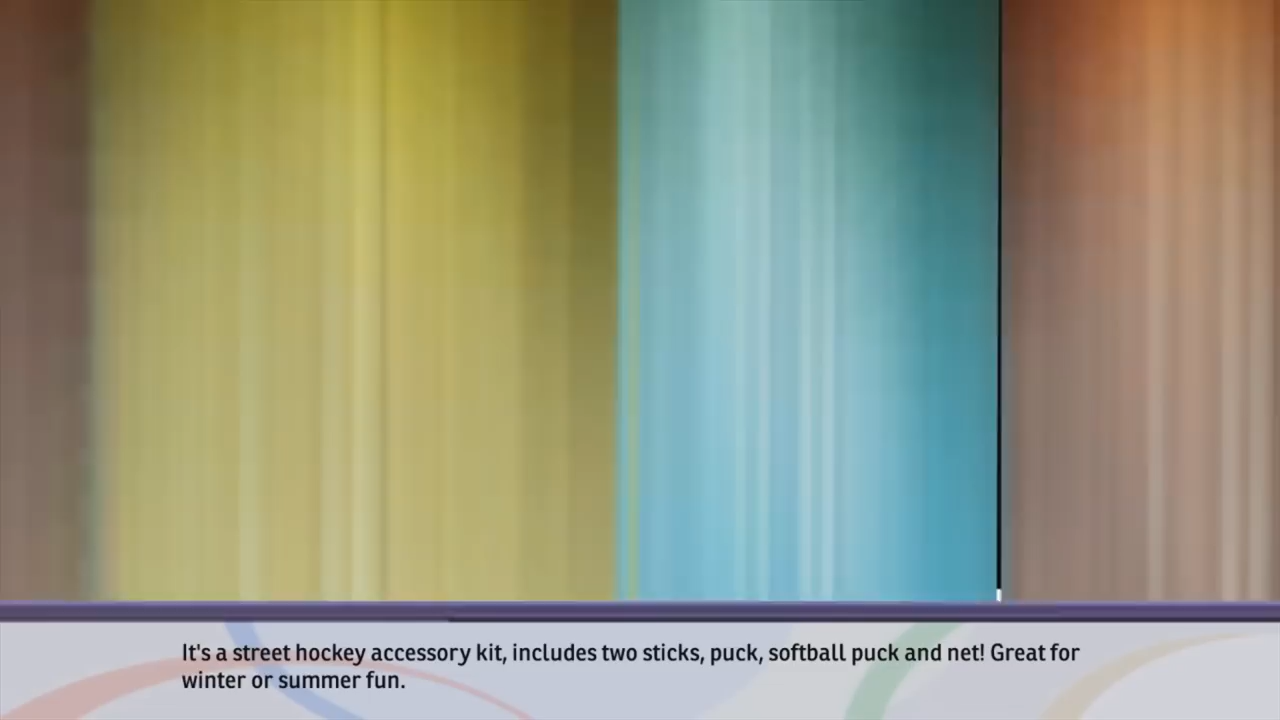 It's a street hockey accessory kit, includes two sticks, puck, softball puck and net! Great for
winter or summer fun.